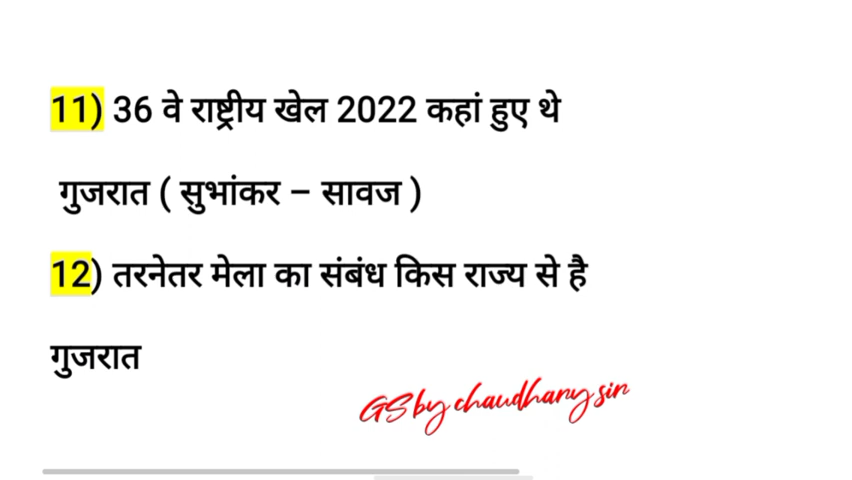 11) 36 वे राष्ट्रीय खेल 2022 कहां हुए थे
गुजरात ( सुभांकर – सावज )
12) तरनेतर मेला का संबंध किस राज्य से है
गुजरात
GS by chaudhary sir